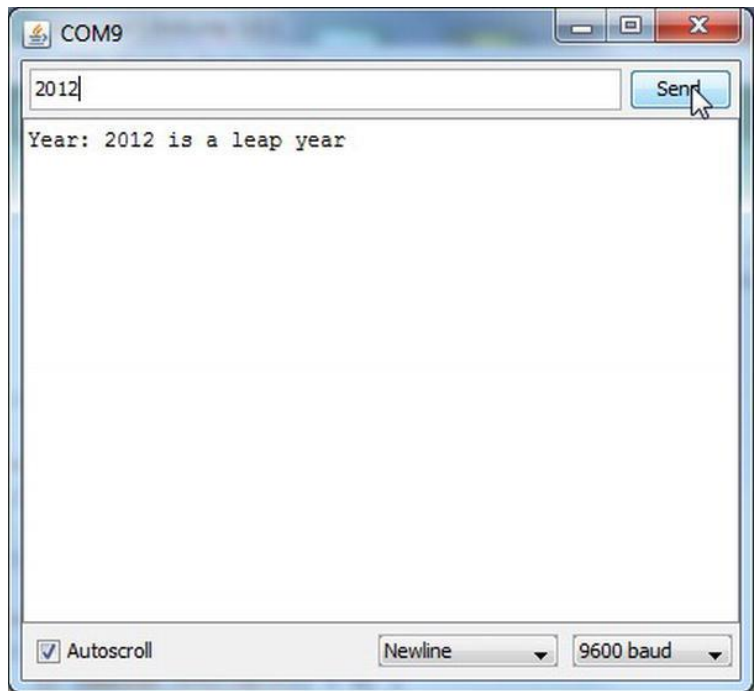 COM9
2012
Send
Year: 2012 is a leap year
Autoscroll
Newline
9600 baud